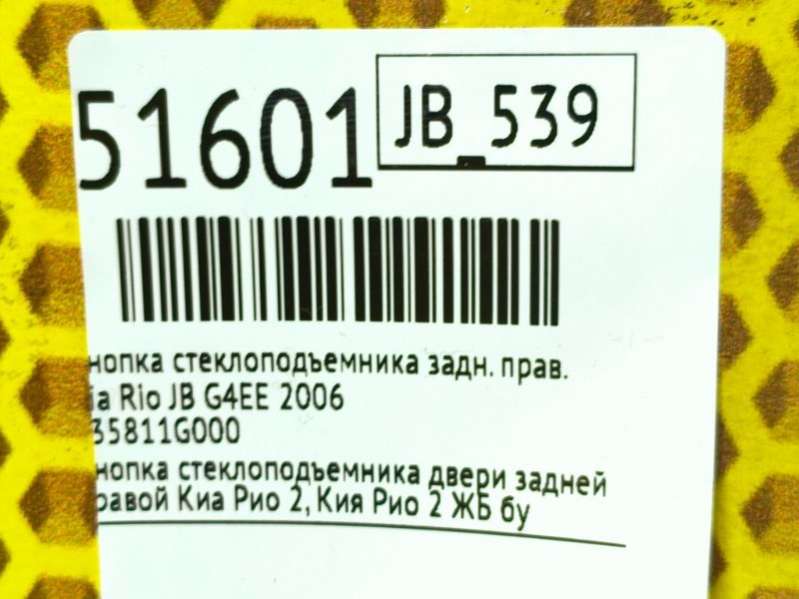 51601
JB_539
нопка стеклоподъемника задн. прав.
ia Rio JB G4EE 2006
35811G000
нопка стеклоподъемника двери задней
равой Киа Рио 2, Кия Рио 2 ЖБ бу